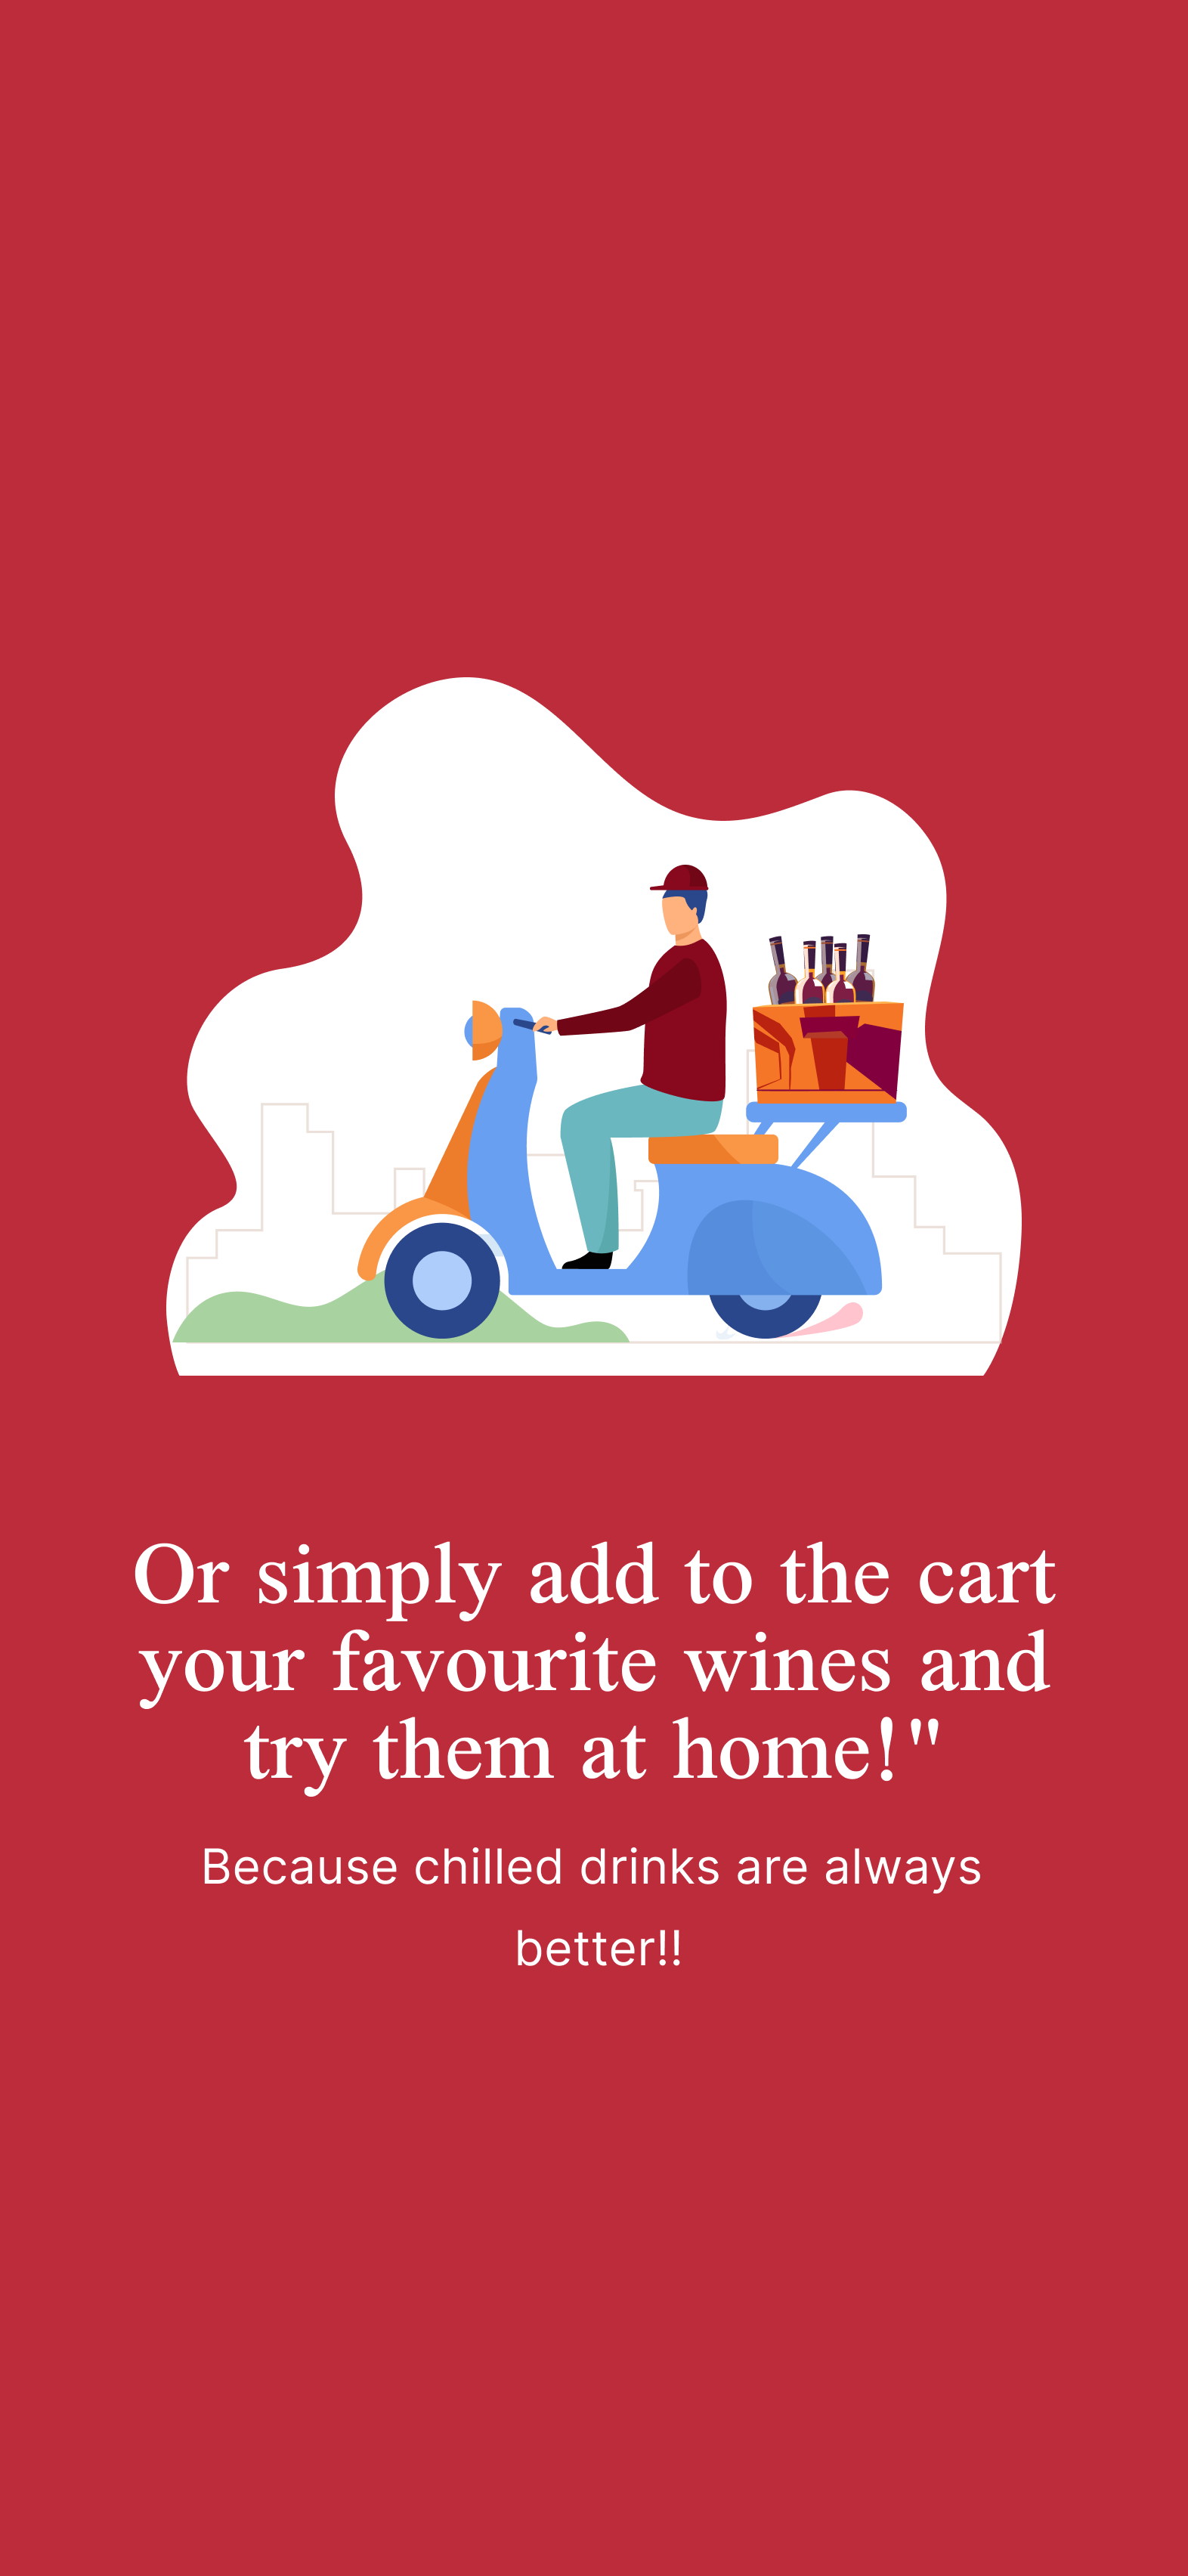 Or simply add to the cart
your favourite wines and
try them at home!"
Because chilled drinks are always
better!!